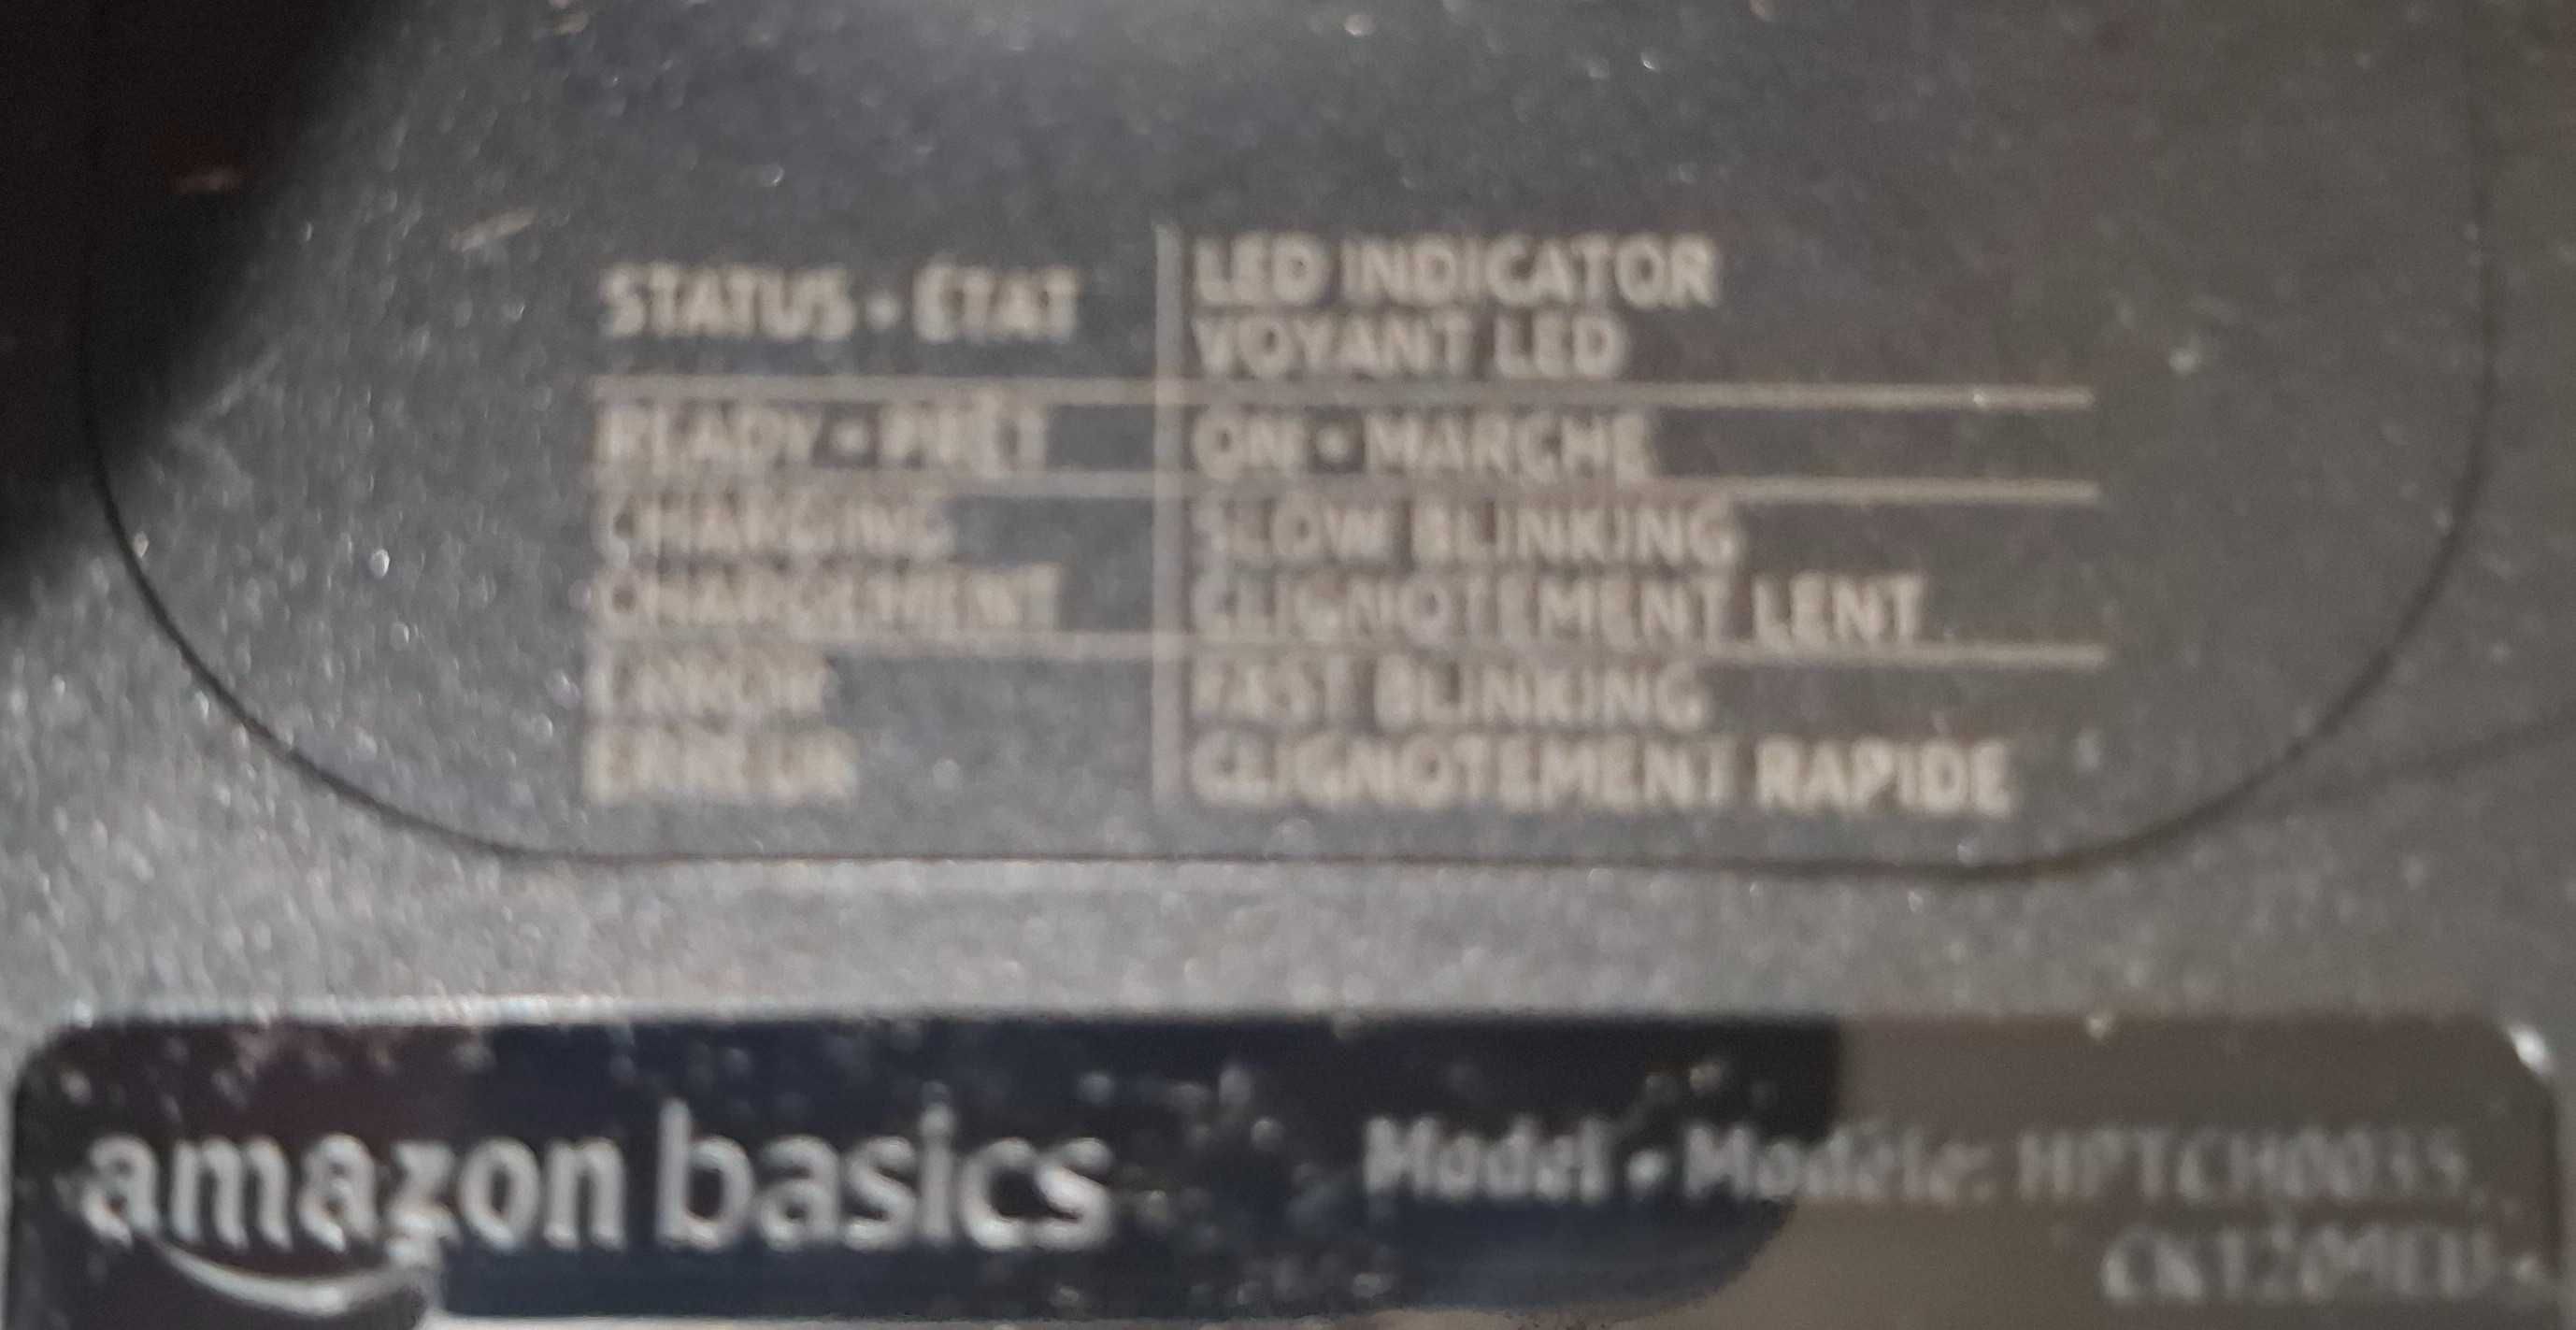 STATUS • ÉTAT
LED INDICATOR
VOYANT LED
READY • PRÊT
ON • MARCHE
CHARGING
CHARGEMENT
SLOW BLINKING
CLIGNOTEMENT LENT
ERROR
ERREUR
FAST BLINKING
CLIGNOTEMENT RAPIDE
amazon basics
Model • Modèle: HPTCH0035,